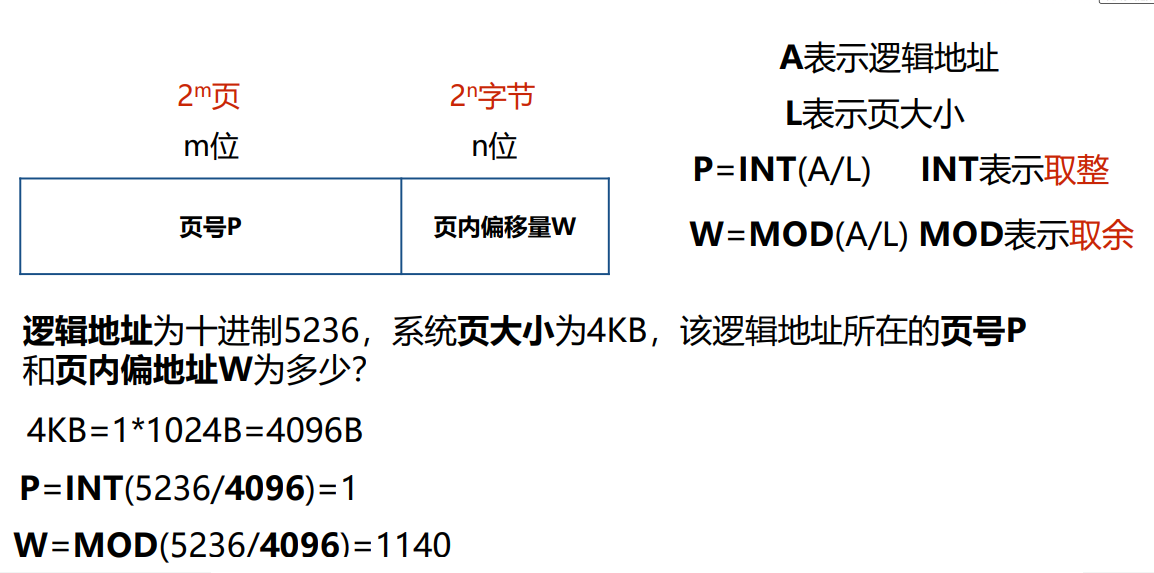 A表示逻辑地址
L表示页大小
P=INT(A/L) INT表示取整
W=MOD(A/L) MOD表示取余
2ᵐ页 2ⁿ字节
m位 n位
页号P 页内偏移量W
逻辑地址为十进制5236，系统页大小为4KB，该逻辑地址所在的页号P
和页内偏地址W为多少？
4KB=1*1024B=4096B
P=INT(5236/4096)=1
W=MOD(5236/4096)=1140